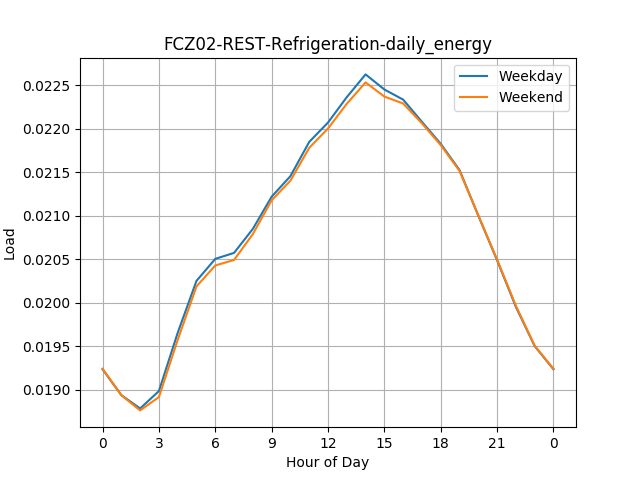 FCZ02-REST-Refrigeration-daily_energy
Weekday
Weekend
0.0225
0.0220
0.0215
0.0210
0.0205
0.0200
0.0195
0.0190
Load
0 3 6 9 12 15 18 21 0
Hour of Day